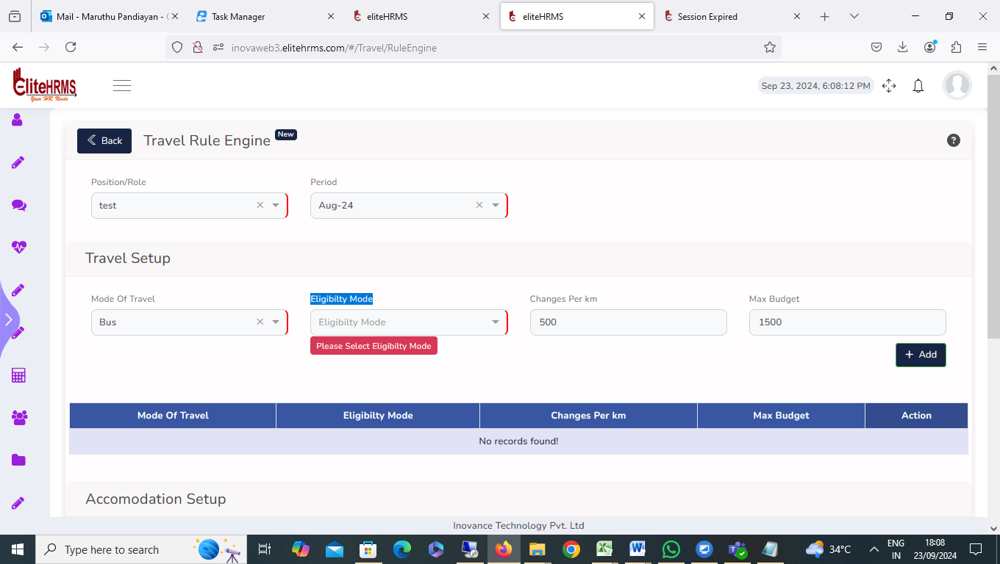 Mail - Maruthu Pandiayan -
Task Manager
eliteHRMS
eliteHRMS
Session Expired
inovaweb3.elitehrms.com/#/Travel/RuleEngine
EliteHRMS
Your HR Needs
Sep 23, 2024, 6:08:12 PM
Back
Travel Rule Engine
New
Position/Role
Period
test
Aug-24
Travel Setup
Mode Of Travel
Eligibilty Mode
Changes Per km
Max Budget
Bus
Eligibilty Mode
500
1500
Please Select Eligibilty Mode
+ Add
Mode Of Travel
Eligibilty Mode
Changes Per km
Max Budget
Action
No records found!
Accomodation Setup
Inovance Technology Pvt. Ltd
Type here to search
34°C
ENG
IN
18:08
23/09/2024